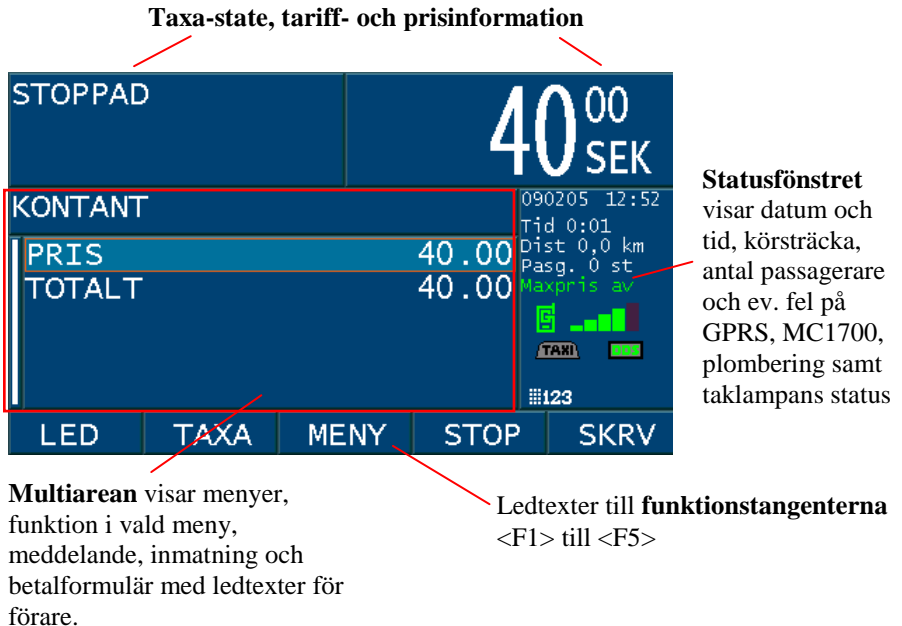 Taxa-state, tariff- och prisinformation
STOPPAD
40 00
SEK
KONTANT
PRIS 40.00
TOTALT 40.00
090205 12:52
Tid 0:01
Dist 0,0 km
Pasg. 0 st
Maxpris av
TAXI
123
LED TAXA MENY STOP SKRV
Statusfönstret
visar datum och
tid, körsträcka,
antal passagerare
och ev. fel på
GPRS, MC1700,
plombering samt
taklampans status
Multiarean visar menyer,
funktion i vald meny,
meddelande, inmatning och
betalformulär med ledtexter för
förare.
Ledtexter till funktionstangenterna
<F1> till <F5>